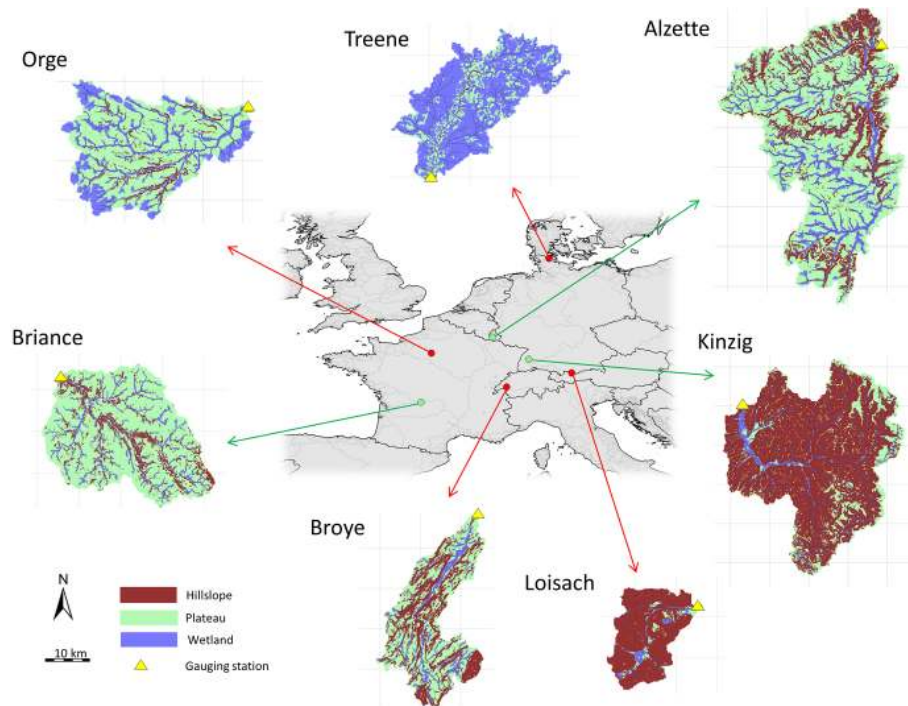 Orge
Treene
Alzette
Briance
Kinzig
Broye
Loisach
N
10 km
Hillslope
Plateau
Wetland
Gauging station